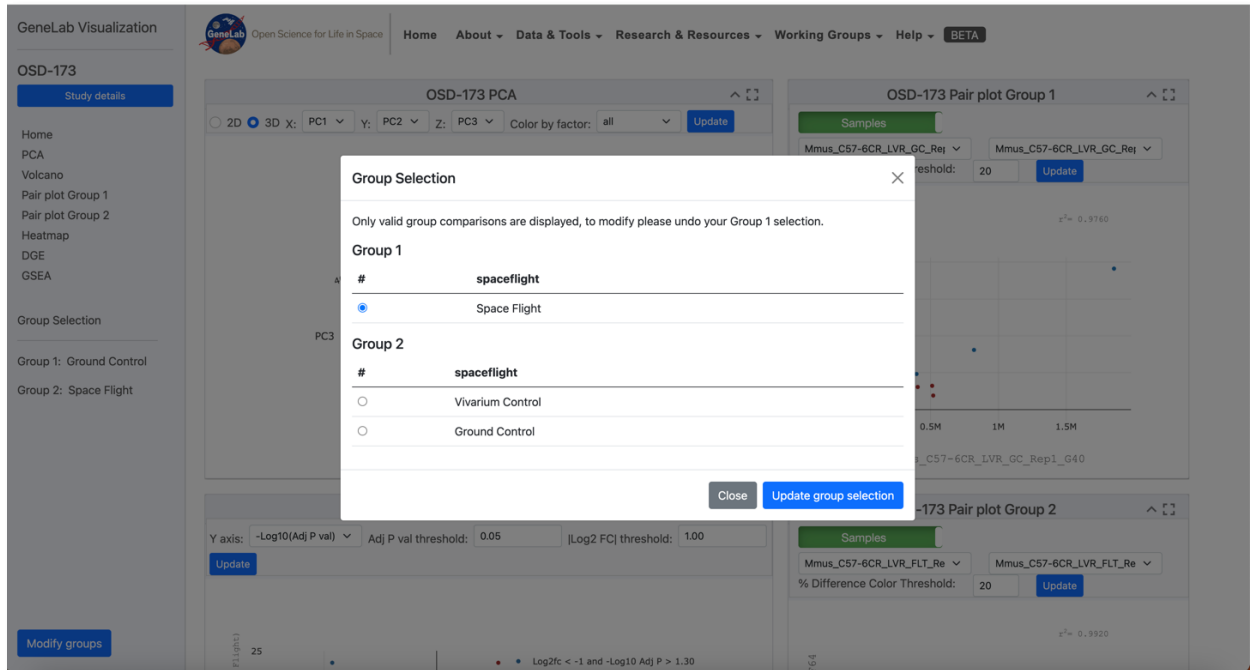 GeneLab Visualization
OSD-173
Study details
Home
PCA
Volcano
Pair plot Group 1
Pair plot Group 2
Heatmap
DGE
GSEA
Group Selection
Group 1: Ground Control
Group 2: Space Flight
Modify groups
GeneLab Open Science for Life in Space
Home About Data & Tools Research & Resources Working Groups Help BETA
OSD-173 PCA
2D 3D X: PC1 Y: PC2 Z: PC3 Color by factor: all Update
PC3
OSD-173 Pair plot Group 1
Samples
Mmus_C57-6CR_LVR_GC_Rep Mmus_C57-6CR_LVR_GC_Rep
reshold: 20 Update
r²= 0.9760
0.5M 1M 1.5M
_C57-6CR_LVR_GC_Rep1_G40
Group Selection
Only valid group comparisons are displayed, to modify please undo your Group 1 selection.
Group 1
# spaceflight
Space Flight
Group 2
# spaceflight
Vivarium Control
Ground Control
Close Update group selection
Y axis: -Log10(Adj P val) Adj P val threshold: 0.05 |Log2 FC| threshold: 1.00
Update
Flight)
25
Log2fc < -1 and -Log10 Adj P > 1.30
-173 Pair plot Group 2
Samples
Mmus_C57-6CR_LVR_FLT_Re Mmus_C57-6CR_LVR_FLT_Re
% Difference Color Threshold: 20 Update
r²= 0.9920